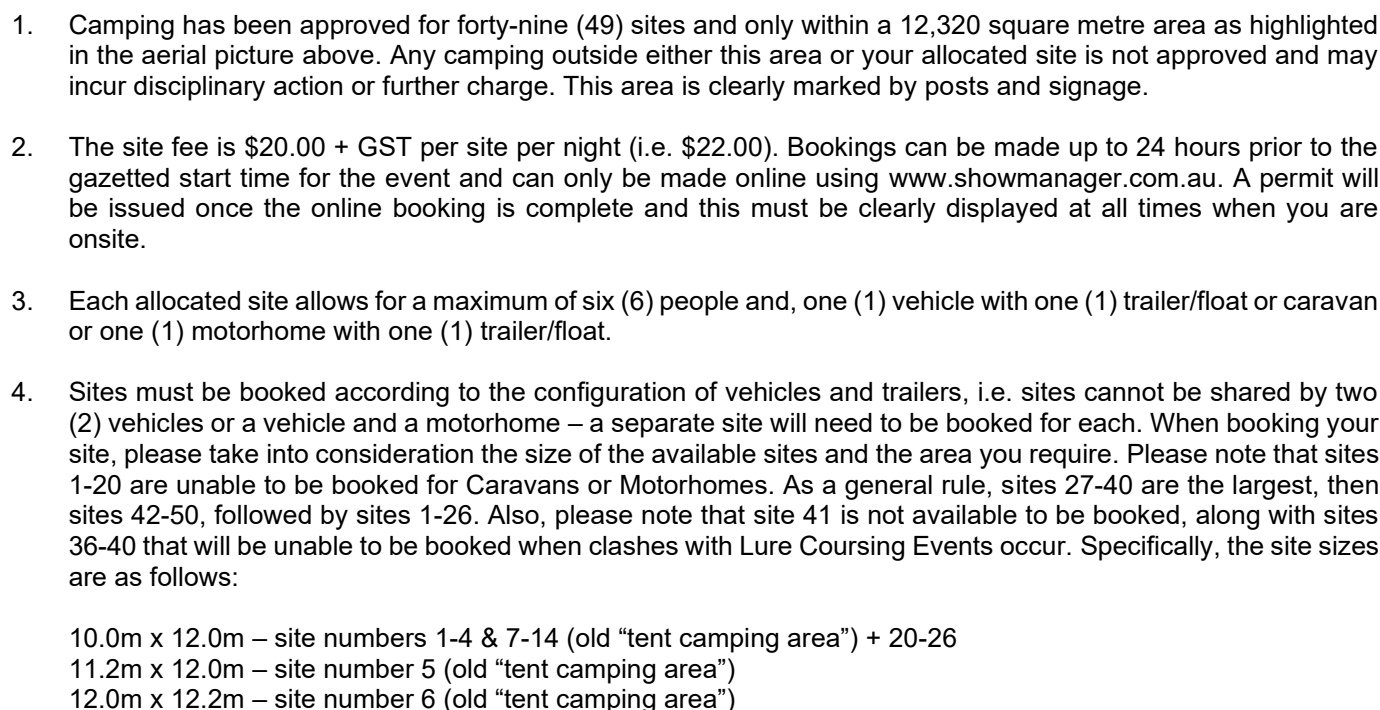 1. Camping has been approved for forty-nine (49) sites and only within a 12,320 square metre area as highlighted
in the aerial picture above. Any camping outside either this area or your allocated site is not approved and may
incur disciplinary action or further charge. This area is clearly marked by posts and signage.
2. The site fee is $20.00 + GST per site per night (i.e. $22.00). Bookings can be made up to 24 hours prior to the
gazetted start time for the event and can only be made online using www.showmanager.com.au. A permit will
be issued once the online booking is complete and this must be clearly displayed at all times when you are
onsite.
3. Each allocated site allows for a maximum of six (6) people and, one (1) vehicle with one (1) trailer/float or caravan
or one (1) motorhome with one (1) trailer/float.
4. Sites must be booked according to the configuration of vehicles and trailers, i.e. sites cannot be shared by two
(2) vehicles or a vehicle and a motorhome – a separate site will need to be booked for each. When booking your
site, please take into consideration the size of the available sites and the area you require. Please note that sites
1-20 are unable to be booked for Caravans or Motorhomes. As a general rule, sites 27-40 are the largest, then
sites 42-50, followed by sites 1-26. Also, please note that site 41 is not available to be booked, along with sites
36-40 that will be unable to be booked when clashes with Lure Coursing Events occur. Specifically, the site sizes
are as follows:
10.0m x 12.0m – site numbers 1-4 & 7-14 (old “tent camping area”) + 20-26
11.2m x 12.0m – site number 5 (old “tent camping area”)
12.0m x 12.2m – site number 6 (old “tent camping area”)